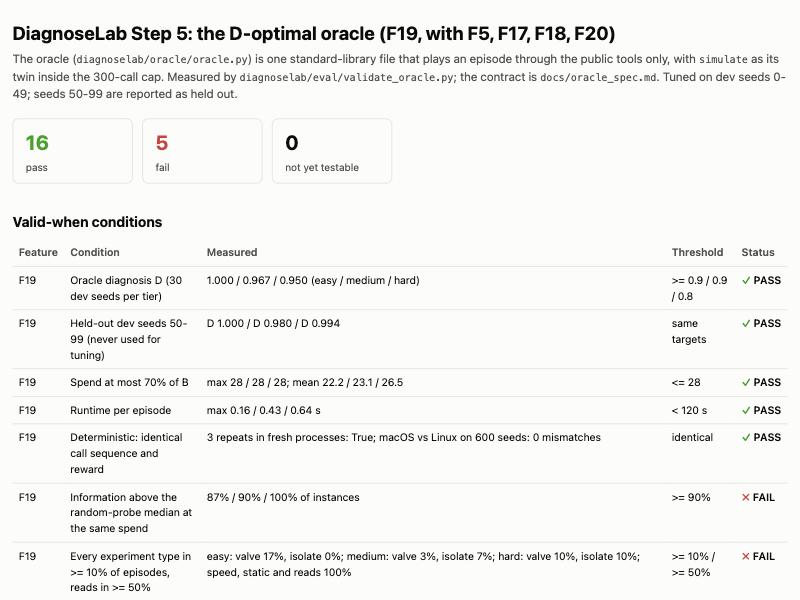 DiagnoseLab Step 5: the D-optimal oracle (F19, with F5, F17, F18, F20)
The oracle (diagnoselab/oracle/oracle.py) is one standard-library file that plays an episode through the public tools only, with simulate as its
twin inside the 300-call cap. Measured by diagnoselab/eval/validate_oracle.py; the contract is docs/oracle_spec.md. Tuned on dev seeds 0-
49; seeds 50-99 are reported as held out.
16
pass
5
fail
0
not yet testable
Valid-when conditions
Feature Condition Measured Threshold Status
F19 Oracle diagnosis D (30 1.000 / 0.967 / 0.950 (easy / medium / hard) >= 0.9 / 0.9 ✓ PASS
dev seeds per tier) / 0.8
F19 Held-out dev seeds 50- D 1.000 / D 0.980 / D 0.994 same ✓ PASS
99 (never used for targets
tuning)
F19 Spend at most 70% of B max 28 / 28 / 28; mean 22.2 / 23.1 / 26.5 <= 28 ✓ PASS
F19 Runtime per episode max 0.16 / 0.43 / 0.64 s < 120 s ✓ PASS
F19 Deterministic: identical 3 repeats in fresh processes: True; macOS vs Linux on 600 seeds: 0 mismatches identical ✓ PASS
call sequence and
reward
F19 Information above the 87% / 90% / 100% of instances >= 90% ✕ FAIL
random-probe median at
the same spend
F19 Every experiment type in easy: valve 17%, isolate 0%; medium: valve 3%, isolate 7%; hard: valve 10%, isolate 10%; >= 10% / ✕ FAIL
>= 10% of episodes, speed, static and reads 100% >= 50%
reads in >= 50%